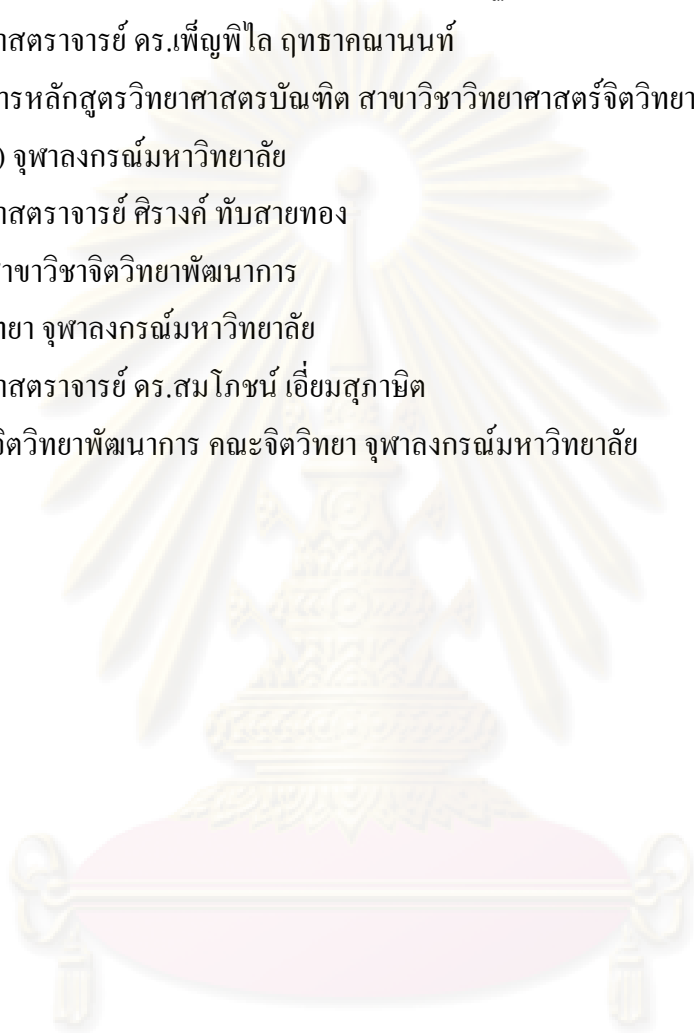 าสตราจารย์ ดร.เพ็ญพิไล ฤทธาคณานนท์
ารหลักสูตรวิทยาศาสตรบัณฑิต สาขาวิชาวิทยาศาสตร์จิตวิทยา
) จุฬาลงกรณ์มหาวิทยาลัย
าสตราจารย์ ศิรางค์ ทับสายทอง
าขาวิชาจิตวิทยาพัฒนาการ
ทยา จุฬาลงกรณ์มหาวิทยาลัย
าสตราจารย์ ดร.สมโภชน์ เอี่ยมสุภาษิต
จิตวิทยาพัฒนาการ คณะจิตวิทยา จุฬาลงกรณ์มหาวิทยาลัย